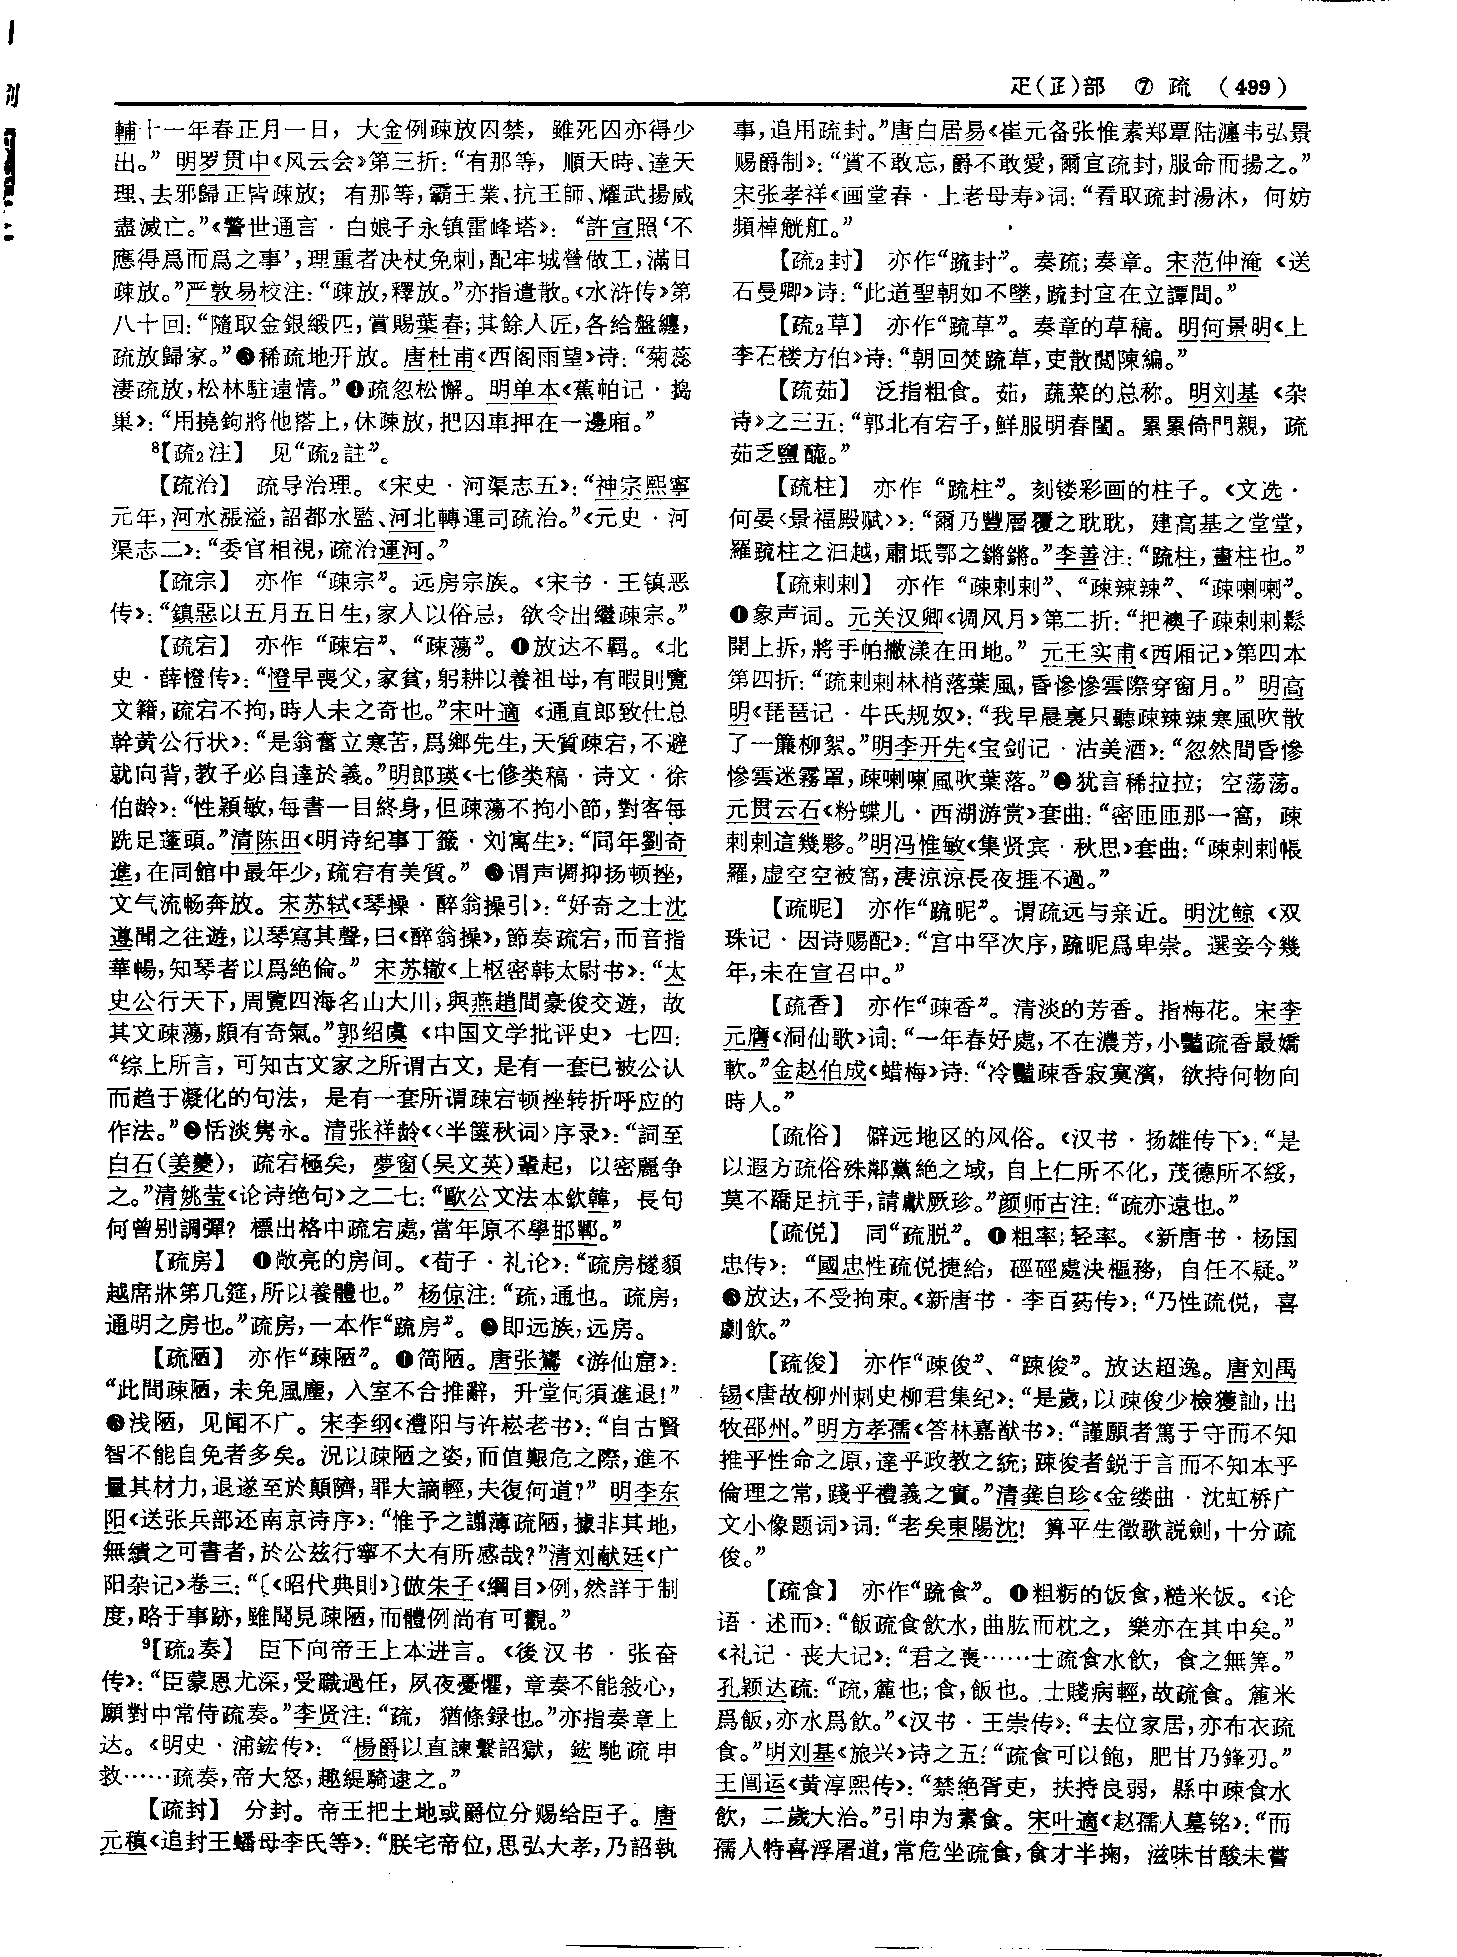 疋(𤴓)部 ⑦ 疏 (499)
輔十一年春正月一日，大金例疎放囚禁，雖死囚亦得少
出。”明罗贯中《风云会》第三折：“有那等，順天時、達天
理、去邪歸正皆疎放；有那等，霸王業、抗王師、耀武揚威
盡滅亡。”《警世通言·白娘子永镇雷峰塔》：“許宣照‘不
應得爲而爲之事’，理重者決杖免刺，配牢城營做工，滿日
疎放。”严敦易校注：“疎放，釋放。”亦指遣散。《水浒传》第
八十回：“隨取金銀緞匹，賞賜葉春；其餘人匠，各給盤纏，
疏放歸家。”❸稀疏地开放。唐杜甫《西阁雨望》诗：“菊蕊
淒疏放，松林駐遠情。”❹疏忽松懈。明单本《蕉帕记·捣
巢》：“用撓鉤將他搭上，休疎放，把囚車押在一邊廂。”
⁸【疏₂注】 见“疏₂註”。
【疏治】 疏导治理。《宋史·河渠志五》：“神宗熙寧
元年，河水漲溢，詔都水監、河北轉運司疏治。”《元史·河
渠志二》：“委官相視，疏治運河。”
【疏宗】 亦作“疎宗”。远房宗族。《宋书·王镇恶
传》：“鎮惡以五月五日生，家人以俗忌，欲令出繼疎宗。”
【疏宕】 亦作“疎宕”、“疎蕩”。❶放达不羁。《北
史·薛憕传》：“憕早喪父，家貧，躬耕以養祖母，有暇則覽
文籍，疏宕不拘，時人未之奇也。”宋叶適《通直郎致仕总
幹黄公行状》：“是翁奮立寒苦，爲鄉先生，天質疎宕，不避
就向背，教子必自達於義。”明郎瑛《七修类稿·诗文·徐
伯龄》：“性穎敏，每書一目終身，但疎蕩不拘小節，對客每
跣足蓬頭。”清陈田《明诗纪事丁籤·刘寓生》：“同年劉奇
進，在同館中最年少，疏宕有美質。”❷谓声调抑扬顿挫，
文气流畅奔放。宋苏轼《琴操·醉翁操引》：“好奇之士沈
遵聞之往遊，以琴寫其聲，曰《醉翁操》，節奏疏宕，而音指
華暢，知琴者以爲絶倫。”宋苏辙《上枢密韩太尉书》：“太
史公行天下，周覽四海名山大川，與燕趙間豪俊交遊，故
其文疎蕩，頗有奇氣。”郭绍虞《中国文学批评史》七四：
“综上所言，可知古文家之所谓古文，是有一套已被公认
而趋于凝化的句法，是有一套所谓疎宕顿挫转折呼应的
作法。”❸恬淡隽永。清张祥龄《〈半箧秋词〉序录》：“詞至
白石(姜夔)，疏宕極矣，夢窗(吴文英)輩起，以密麗争
之。”清姚莹《论诗绝句》之二七：“歐公文法本欽韓，長句
何曾别調彈？標出格中疏宕處，當年原不學邯鄲。”
【疏房】 ❶敞亮的房间。《荀子·礼论》：“疏房檖䫉
越席牀第几筵，所以養體也。”杨倞注：“疏，通也。疏房，
通明之房也。”疏房，一本作“疏房”。❷即远族，远房。
【疏陋】 亦作“疎陋”。❶简陋。唐张鷟《游仙窟》：
“此間疎陋，未免風塵，入室不合推辭，升堂何須進退！”
❷浅陋，见闻不广。宋李纲《澧阳与许崧老书》：“自古賢
智不能自免者多矣。況以疎陋之姿，而值艱危之際，進不
量其材力，退遂至於顛隮，罪大謫輕，夫復何道？”明李东
阳《送张兵部还南京诗序》：“惟予之譾薄疏陋，據非其地，
無績之可書者，於公兹行寧不大有所感哉？”清刘献廷《广
阳杂记》卷三：“〔《昭代典則》〕倣朱子《綱目》例，然詳于制
度，略于事跡，雖聞見疎陋，而體例尚有可觀。”
⁹【疏₂奏】 臣下向帝王上本进言。《後汉书·张奋
传》：“臣蒙恩尤深，受職過任，夙夜憂懼，章奏不能敍心，
願對中常侍疏奏。”李贤注：“疏，猶條録也。”亦指奏章上
达。《明史·浦鋐传》：“楊爵以直諫繫詔獄，鋐馳疏申
救……疏奏，帝大怒，趣緹騎逮之。”
【疏封】 分封。帝王把土地或爵位分赐给臣子。唐
元稹《追封王蟠母李氏等》：“朕宅帝位，思弘大孝，乃詔執
事，追用疏封。”唐白居易《崔元备张惟素郑覃陆瀍韦弘景
赐爵制》：“賞不敢忘，爵不敢愛，爾宜疏封，服命而揚之。”
宋张孝祥《画堂春·上老母寿》词：“看取疏封湯沐，何妨
頻棹觥舡。”
【疏₂封】 亦作“䟽封”。奏疏；奏章。宋范仲淹《送
石曼卿》诗：“此道聖朝如不墜，䟽封宜在立譚間。”
【疏₂草】 亦作“䟽草”。奏章的草稿。明何景明《上
李石楼方伯》诗：“朝回焚䟽草，吏散閲陳編。”
【疏茹】 泛指粗食。茹，蔬菜的总称。明刘基《杂
诗》之三五：“郭北有宕子，鮮服明春闉。累累倚門親，疏
茹乏鹽醯。”
【疏柱】 亦作“䟽柱”。刻镂彩画的柱子。《文选·
何晏〈景福殿赋〉》：“爾乃豐層覆之耽耽，建高基之堂堂，
羅䟽柱之汩越，肅坻鄂之鏘鏘。”李善注：“䟽柱，畫柱也。”
【疏剌剌】 亦作“疎剌剌”、“疎辣辣”、“疎喇喇”。
❶象声词。元关汉卿《调风月》第二折：“把襖子疎剌剌鬆
開上拆，將手帕撇漾在田地。”元王实甫《西厢记》第四本
第四折：“疏剌剌林梢落葉風，昏慘慘雲際穿窗月。”明高
明《琵琶记·牛氏规奴》：“我早晨裏只聽疎辣辣寒風吹散
了一簾柳絮。”明李开先《宝剑记·沽美酒》：“忽然間昏慘
慘雲迷霧罩，疎喇喇風吹葉落。”❷犹言稀拉拉；空荡荡。
元贯云石《粉蝶儿·西湖游赏》套曲：“密匝匝那一窩，疎
剌剌這幾夥。”明冯惟敏《集贤宾·秋思》套曲：“疎剌剌帳
羅，虚空空被窩，淒涼涼長夜捱不過。”
【疏昵】 亦作“䟽昵”。谓疏远与亲近。明沈鲸《双
珠记·因诗赐配》：“宫中罕次序，䟽昵爲卑崇。選妾今幾
年，未在宣召中。”
【疏香】 亦作“疎香”。清淡的芳香。指梅花。宋李
元膺《洞仙歌》词：“一年春好處，不在濃芳，小豔疏香最嬌
軟。”金赵伯成《蜡梅》诗：“冷豔疎香寂寞濱，欲持何物向
時人。”
【疏俗】 僻远地区的风俗。《汉书·扬雄传下》：“是
以遐方疏俗殊鄰黨絶之域，自上仁所不化，茂德所不綏，
莫不蹻足抗手，請獻厥珍。”颜师古注：“疏亦遠也。”
【疏侻】 同“疏脱”。❶粗率；轻率。《新唐书·杨国
忠传》：“國忠性疏侻捷給，硜硜處決樞務，自任不疑。”
❷放达，不受拘束。《新唐书·李百药传》：“乃性疏侻，喜
劇飲。”
【疏俊】 亦作“疎俊”、“踈俊”。放达超逸。唐刘禹
锡《唐故柳州刺史柳君集纪》：“是歲，以疎俊少檢獲訕，出
牧邵州。”明方孝孺《答林嘉猷书》：“謹願者篤于守而不知
推乎性命之原，達乎政教之統；踈俊者鋭于言而不知本乎
倫理之常，踐乎禮義之實。”清龚自珍《金缕曲·沈虹桥广
文小像题词》词：“老矣東陽沈！算平生徵歌説劍，十分疏
俊。”
【疏食】 亦作“䟽食”。❶粗粝的饭食，糙米饭。《论
语·述而》：“飯疏食飲水，曲肱而枕之，樂亦在其中矣。”
《礼记·丧大记》：“君之喪……士疏食水飲，食之無筭。”
孔颖达疏：“疏，麄也；食，飯也。士賤病輕，故疏食。麄米
爲飯，亦水爲飲。”《汉书·王崇传》：“去位家居，亦布衣疏
食。”明刘基《旅兴》诗之五：“疏食可以飽，肥甘乃鋒刃。”
王闿运《黄淳熙传》：“禁絶胥吏，扶持良弱，縣中疎食水
飲，二歲大治。”引申为素食。宋叶適《赵孺人墓铭》：“而
孺人特喜浮屠道，常危坐疏食，食才半掬，滋味甘酸未嘗